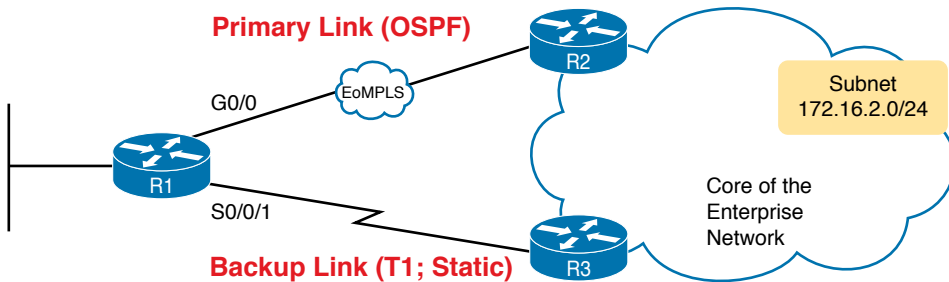 Primary Link (OSPF)
R2
EoMPLS
G0/0
Subnet
172.16.2.0/24
R1
S0/0/1
Core of the
Enterprise
Network
Backup Link (T1; Static)
R3